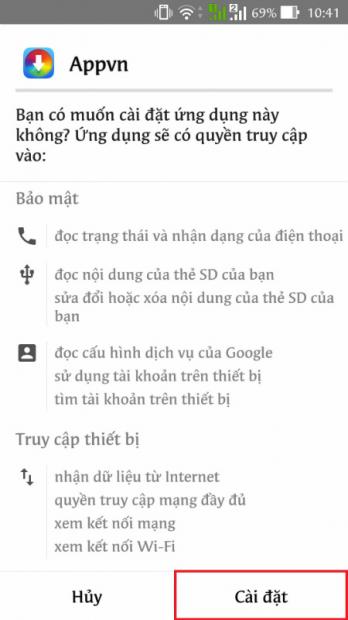 69% 10:41
Appvn
Bạn có muốn cài đặt ứng dụng này
không? Ứng dụng sẽ có quyền truy cập
vào:
Bảo mật
đọc trạng thái và nhận dạng của điện thoại
đọc nội dung của thẻ SD của bạn
sửa đổi hoặc xóa nội dung của thẻ SD của
bạn
đọc cấu hình dịch vụ của Google
sử dụng tài khoản trên thiết bị
tìm tài khoản trên thiết bị
Truy cập thiết bị
nhận dữ liệu từ Internet
quyền truy cập mạng đầy đủ
xem kết nối mạng
xem kết nối Wi-Fi
Hủy Cài đặt